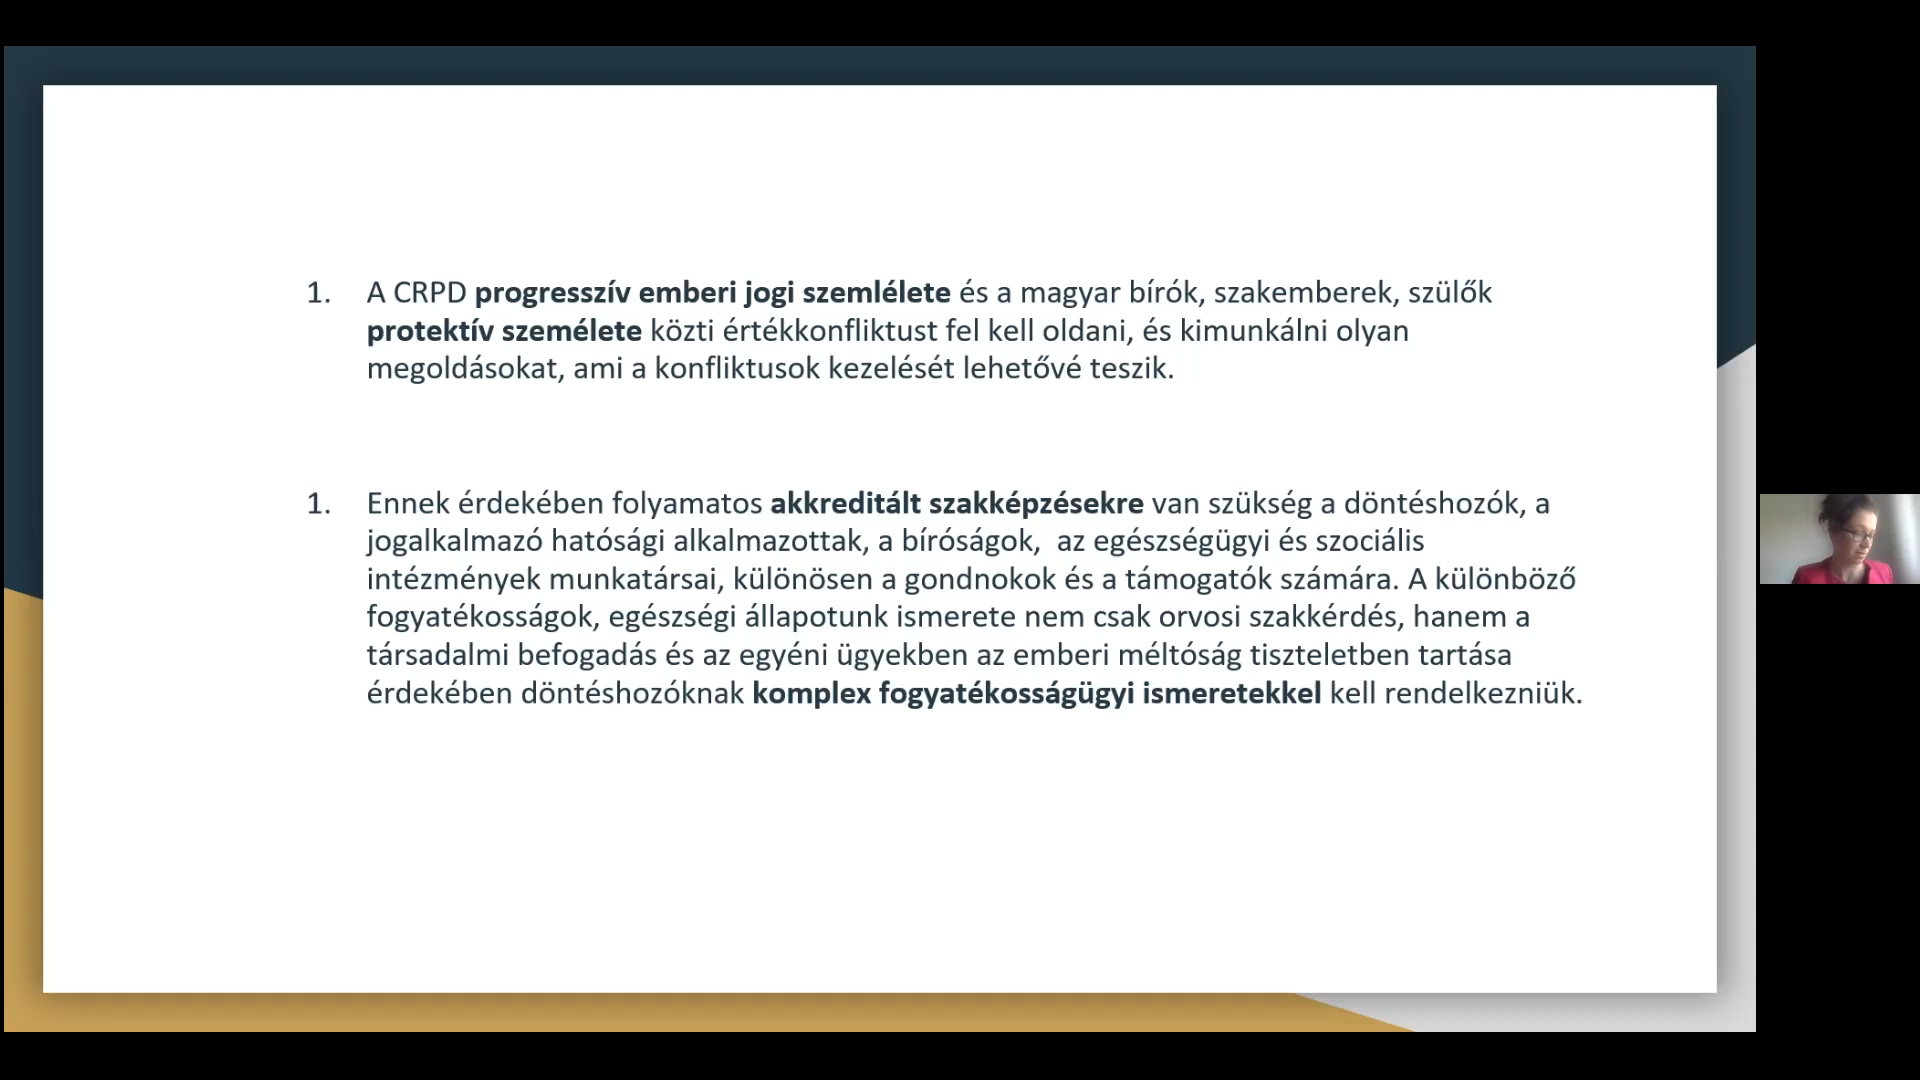 1. A CRPD progresszív emberi jogi szemlélete és a magyar bírók, szakemberek, szülők
protektív személete közti értékkonfliktust fel kell oldani, és kimunkálni olyan
megoldásokat, ami a konfliktusok kezelését lehetővé teszik.
1. Ennek érdekében folyamatos akkreditált szakképzésekre van szükség a döntéshozók, a
jogalkalmazó hatósági alkalmazottak, a bíróságok, az egészségügyi és szociális
intézmények munkatársai, különösen a gondnokok és a támogatók számára. A különböző
fogyatékosságok, egészségi állapotunk ismerete nem csak orvosi szakkérdés, hanem a
társadalmi befogadás és az egyéni ügyekben az emberi méltóság tiszteletben tartása
érdekében döntéshozóknak komplex fogyatékosságügyi ismeretekkel kell rendelkezniük.